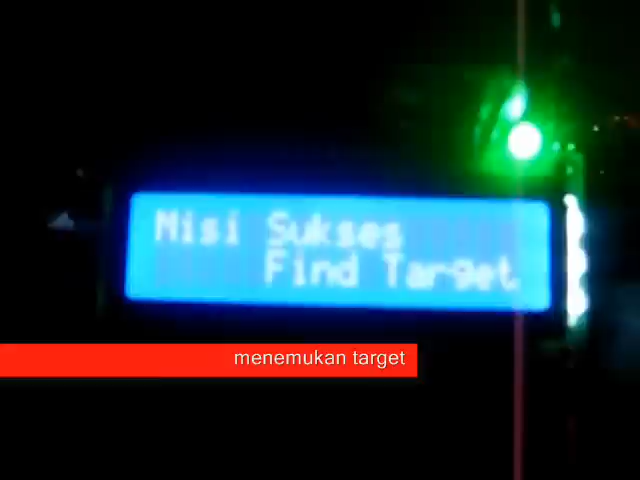 Misi Sukses
Find Target.
menemukan target